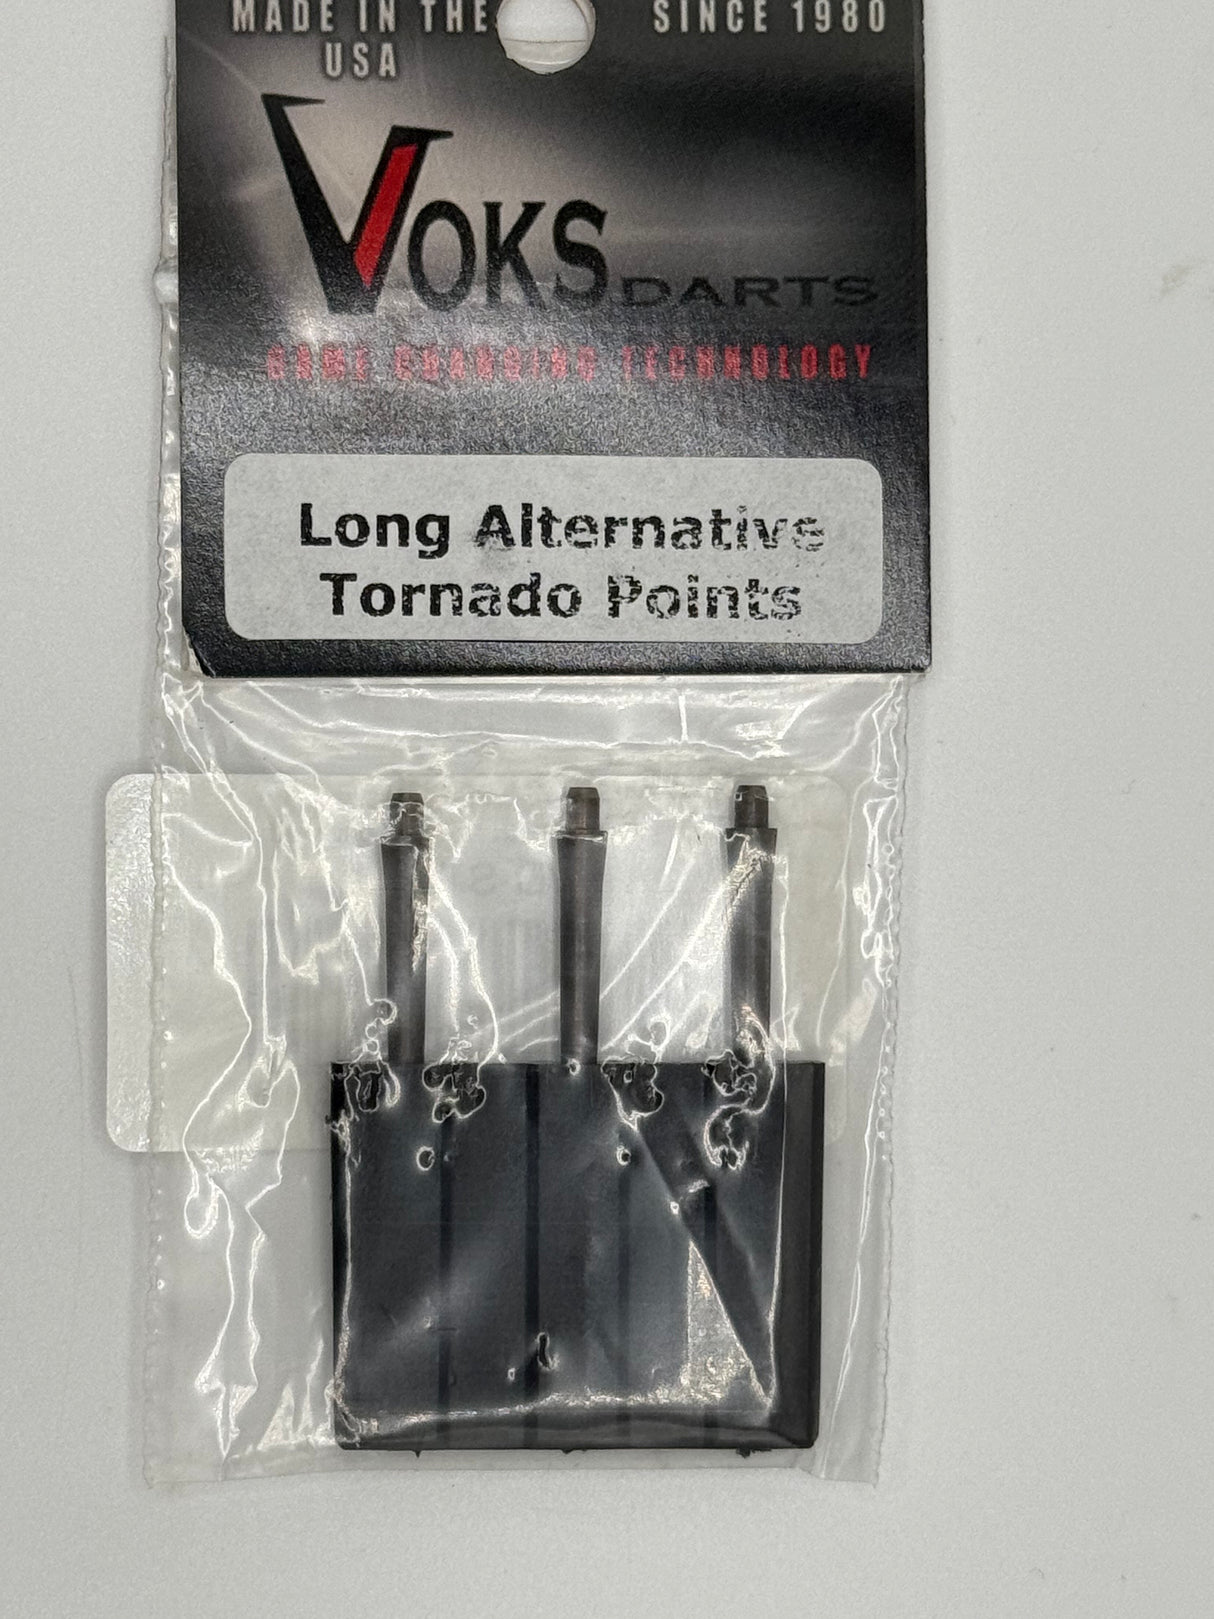 MADE IN THE
USA
SINCE 1980
VOKS DARTS
GAME CHANGING TECHNOLOGY
Long Alternative
Tornado Points